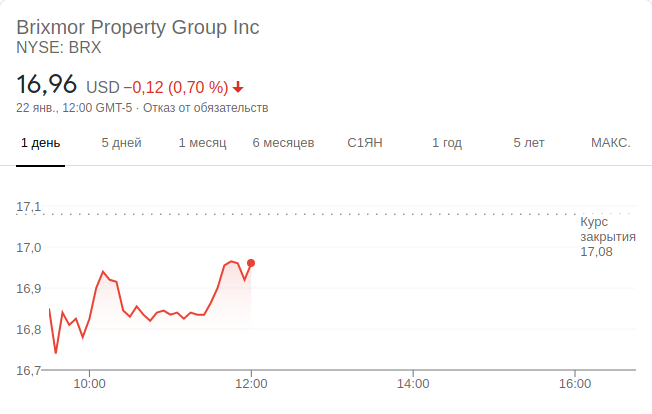 Brixmor Property Group Inc
NYSE: BRX
16,96 USD −0,12 (0,70 %)
22 янв., 12:00 GMT-5 · Отказ от обязательств
1 день 5 дней 1 месяц 6 месяцев С1ЯН 1 год 5 лет МАКС.
17,1
Курс
закрытия
17,08
17,0
16,9
16,8
16,7
10:00 12:00 14:00 16:00